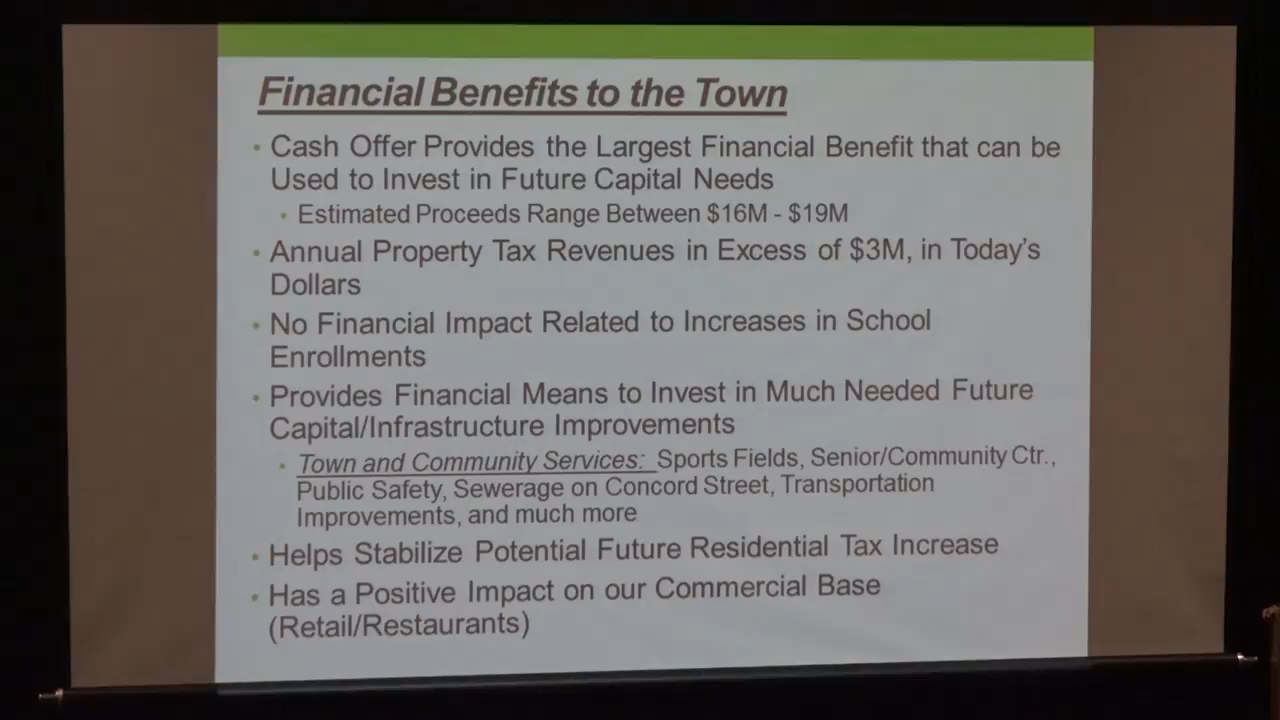 Financial Benefits to the Town
• Cash Offer Provides the Largest Financial Benefit that can be
Used to Invest in Future Capital Needs
• Estimated Proceeds Range Between $16M - $19M
• Annual Property Tax Revenues in Excess of $3M, in Today's
Dollars
• No Financial Impact Related to Increases in School
Enrollments
• Provides Financial Means to Invest in Much Needed Future
Capital/Infrastructure Improvements
• Town and Community Services: Sports Fields, Senior/Community Ctr.,
Public Safety, Sewerage on Concord Street, Transportation
Improvements, and much more
• Helps Stabilize Potential Future Residential Tax Increase
• Has a Positive Impact on our Commercial Base
(Retail/Restaurants)